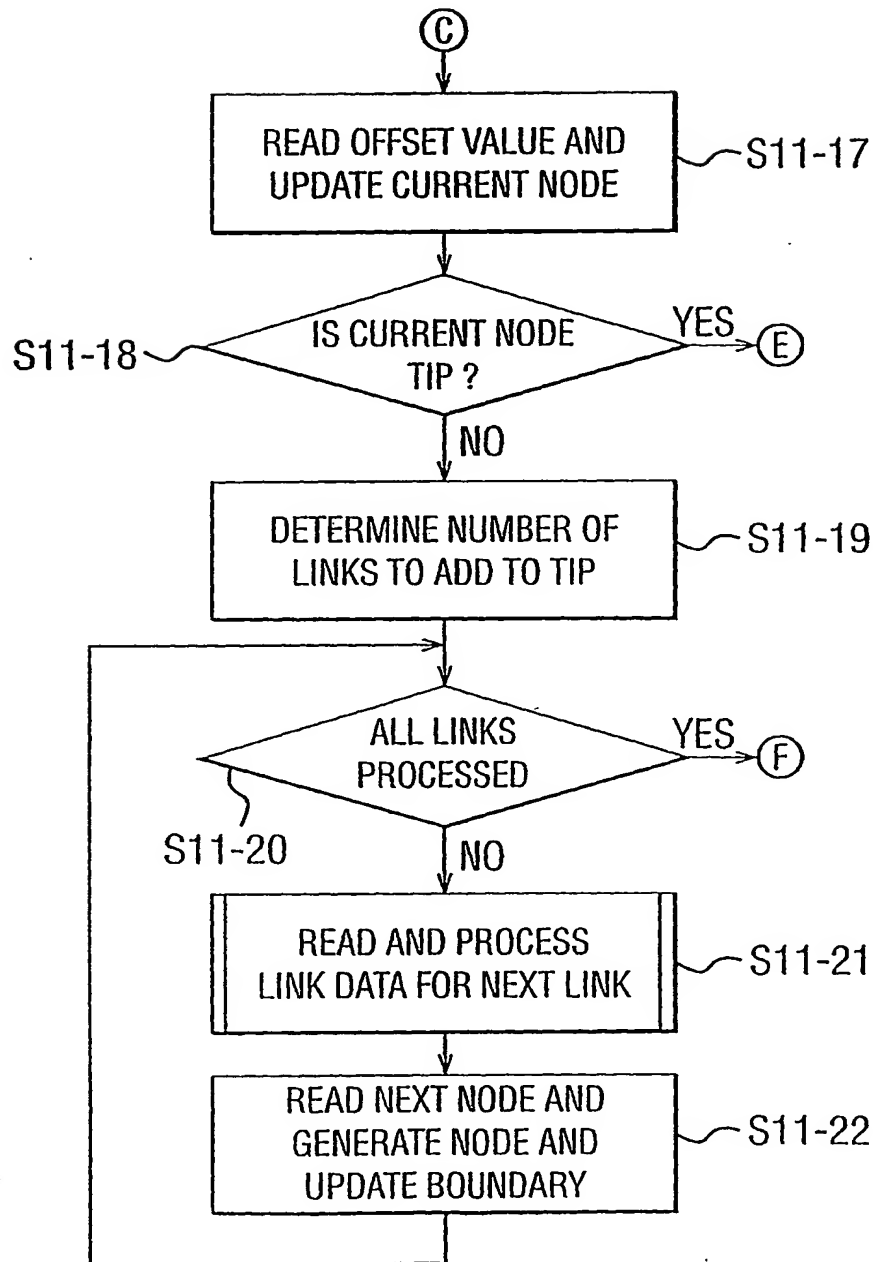 C
READ OFFSET VALUE AND
UPDATE CURRENT NODE
S11-17
IS CURRENT NODE
TIP ?
YES
E
S11-18
NO
DETERMINE NUMBER OF
LINKS TO ADD TO TIP
S11-19
ALL LINKS
PROCESSED
YES
F
S11-20
NO
READ AND PROCESS
LINK DATA FOR NEXT LINK
S11-21
READ NEXT NODE AND
GENERATE NODE AND
UPDATE BOUNDARY
S11-22